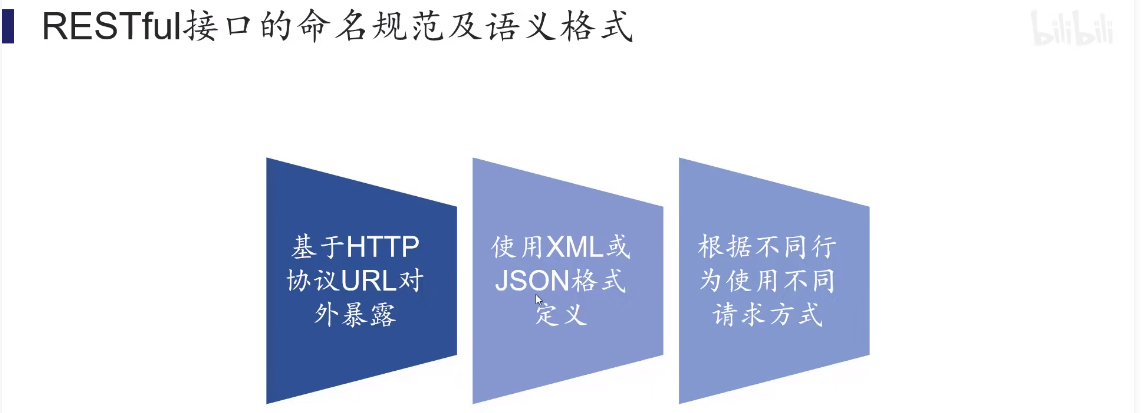 RESTful接口的命名规范及语义格式
bilibili
基于HTTP
协议URL对
外暴露
使用XML或
JSON格式
定义
根据不同行
为使用不同
请求方式